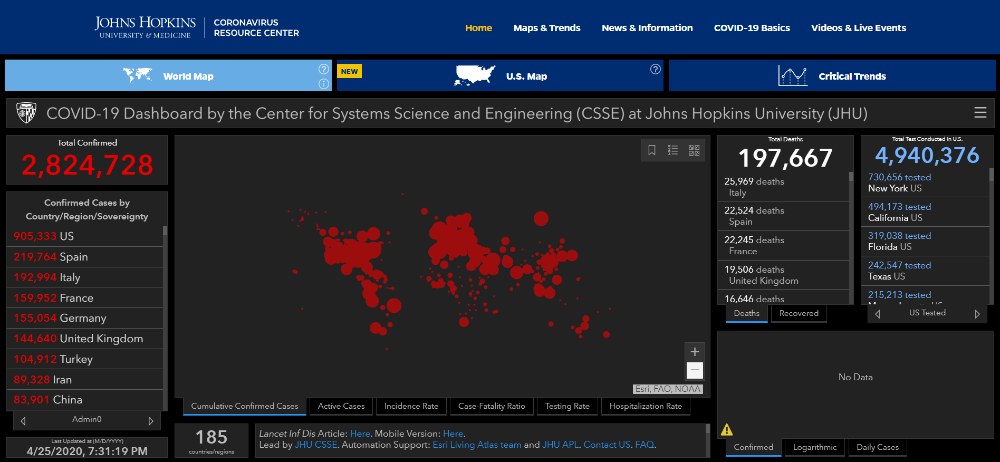 JOHNS HOPKINS
UNIVERSITY & MEDICINE
CORONAVIRUS
RESOURCE CENTER
Home
Maps & Trends
News & Information
COVID-19 Basics
Videos & Live Events
World Map
NEW
U.S. Map
Critical Trends
COVID-19 Dashboard by the Center for Systems Science and Engineering (CSSE) at Johns Hopkins University (JHU)
Total Confirmed
2,824,728
Confirmed Cases by
Country/Region/Sovereignty
905,333 US
219,764 Spain
192,994 Italy
159,952 France
155,054 Germany
144,640 United Kingdom
104,912 Turkey
89,328 Iran
83,901 China
Admin0
Last Updated at (M/D/YYYY)
4/25/2020, 7:31:19 PM
Esri, FAO, NOAA
Cumulative Confirmed Cases
Active Cases
Incidence Rate
Case-Fatality Ratio
Testing Rate
Hospitalization Rate
185
countries/regions
Lancet Inf Dis Article: Here. Mobile Version: Here.
Lead by JHU CSSE. Automation Support: Esri Living Atlas team and JHU APL. Contact US. FAQ.
Total Deaths
197,667
25,969 deaths
Italy
22,524 deaths
Spain
22,245 deaths
France
19,506 deaths
United Kingdom
16,646 deaths
Deaths
Recovered
Total Test Conducted in U.S.
4,940,376
730,656 tested
New York US
494,173 tested
California US
319,038 tested
Florida US
242,547 tested
Texas US
215,213 tested
US Tested
No Data
Confirmed
Logarithmic
Daily Cases